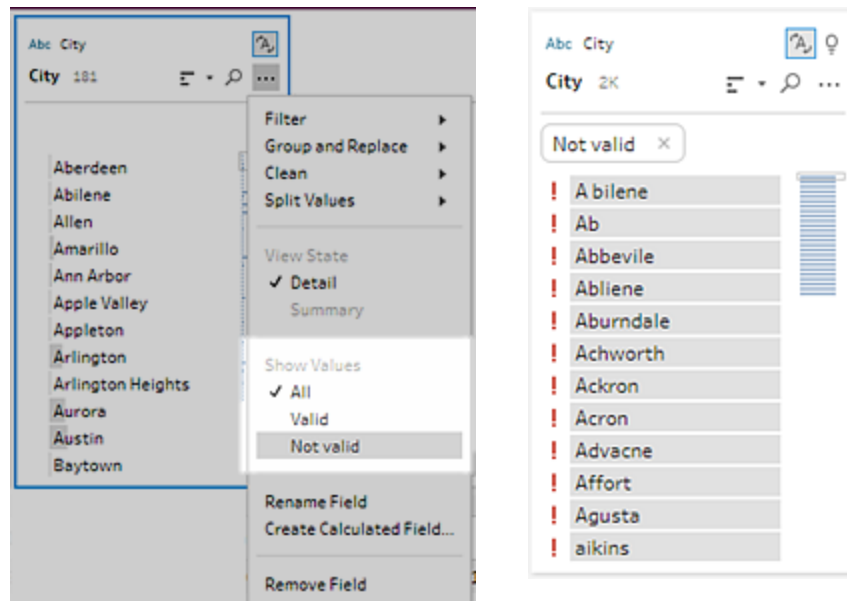 Abc City
City 181
Aberdeen
Abilene
Allen
Amarillo
Ann Arbor
Apple Valley
Appleton
Arlington
Arlington Heights
Aurora
Austin
Baytown
Filter
Group and Replace
Clean
Split Values
View State
Detail
Summary
Show Values
All
Valid
Not valid
Rename Field
Create Calculated Field...
Remove Field
Abc City
City 2K
Not valid
A bilene
Ab
Abbevile
Abliene
Aburndale
Achworth
Ackron
Acron
Advacne
Affort
Agusta
aikins